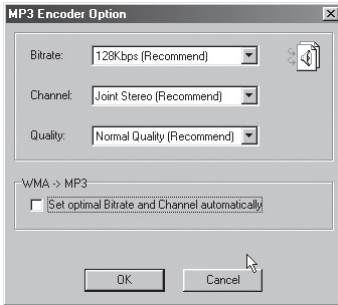 MP3 Encoder Option
Bitrate: 128Kbps (Recommend)
Channel: Joint Stereo (Recommend)
Quality: Normal Quality (Recommend)
WMA -> MP3
Set optimal Bitrate and Channel automatically
OK Cancel